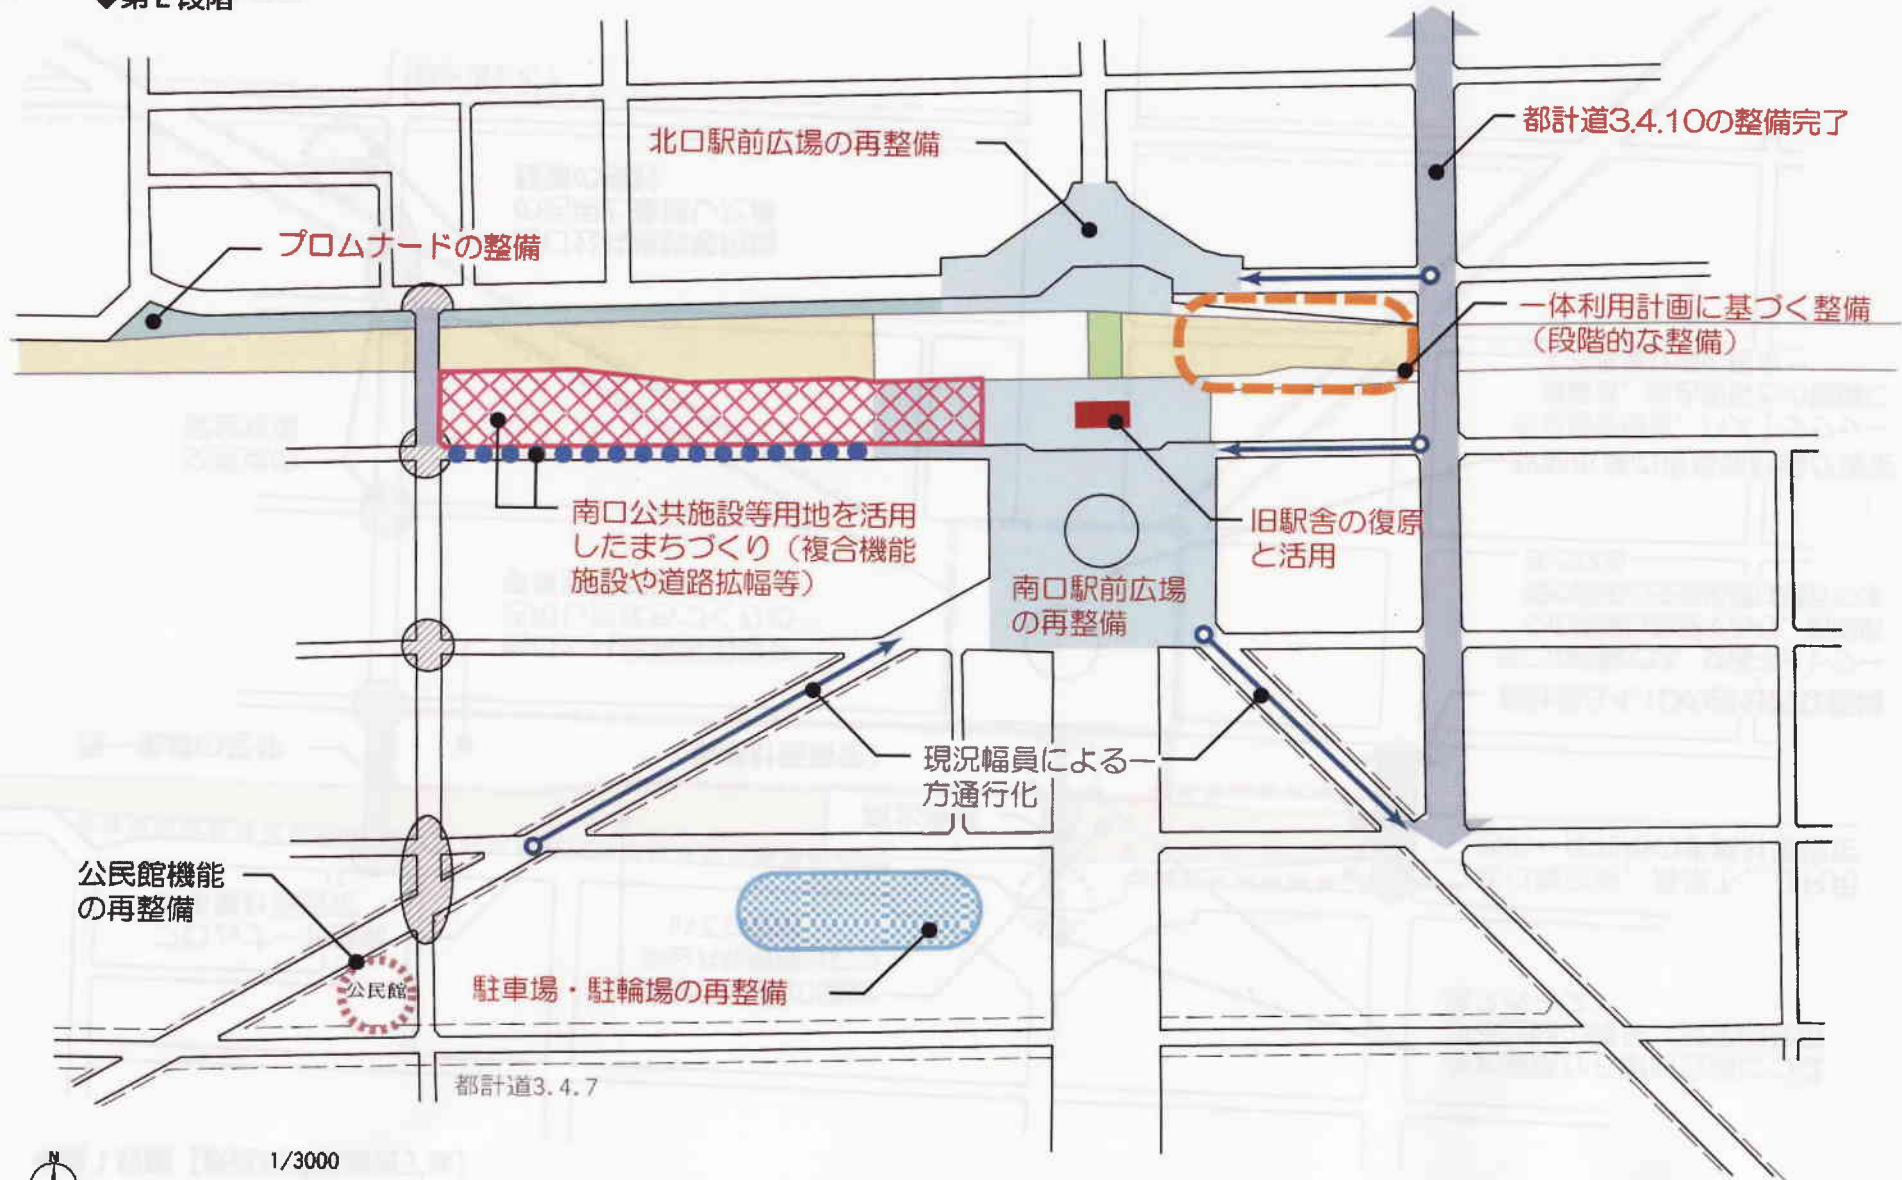 ◆第2段階
都計道3.4.10の整備完了
北口駅前広場の再整備
プロムナードの整備
一体利用計画に基づく整備
（段階的な整備）
南口公共施設等用地を活用
したまちづくり（複合機能
施設や道路拡幅等）
旧駅舎の復原
と活用
南口駅前広場
の再整備
現況幅員による一
方通行化
公民館機能
の再整備
公民館
駐車場・駐輪場の再整備
都計道3.4.7
N
1/3000